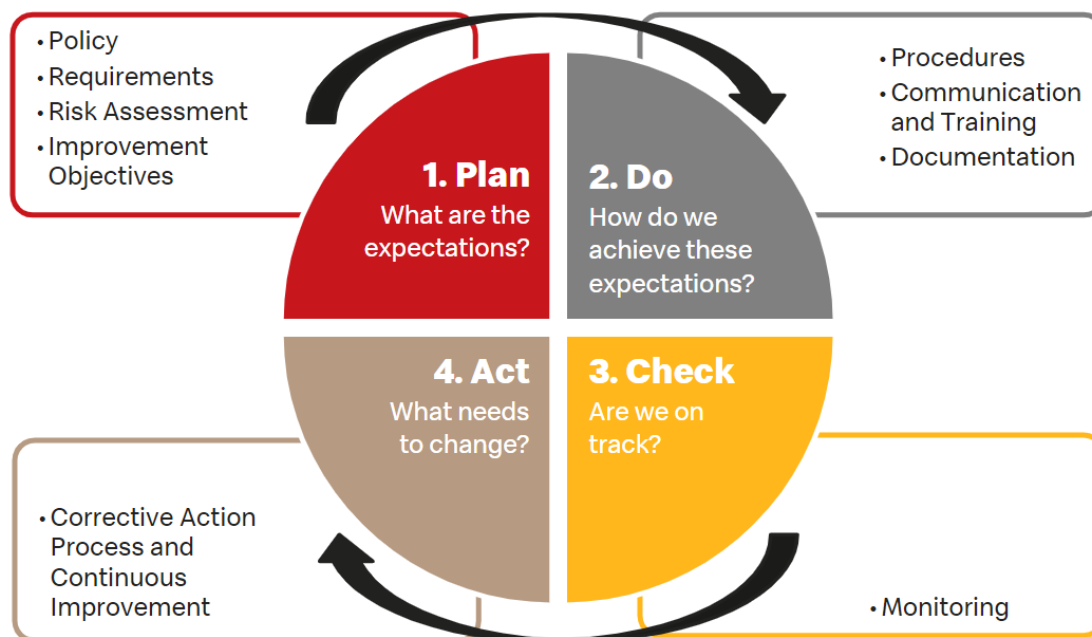 • Policy
• Requirements
• Risk Assessment
• Improvement
Objectives
1. Plan
What are the
expectations?
• Procedures
• Communication
and Training
• Documentation
2. Do
How do we
achieve these
expectations?
4. Act
What needs
to change?
3. Check
Are we on
track?
• Corrective Action
Process and
Continuous
Improvement
• Monitoring